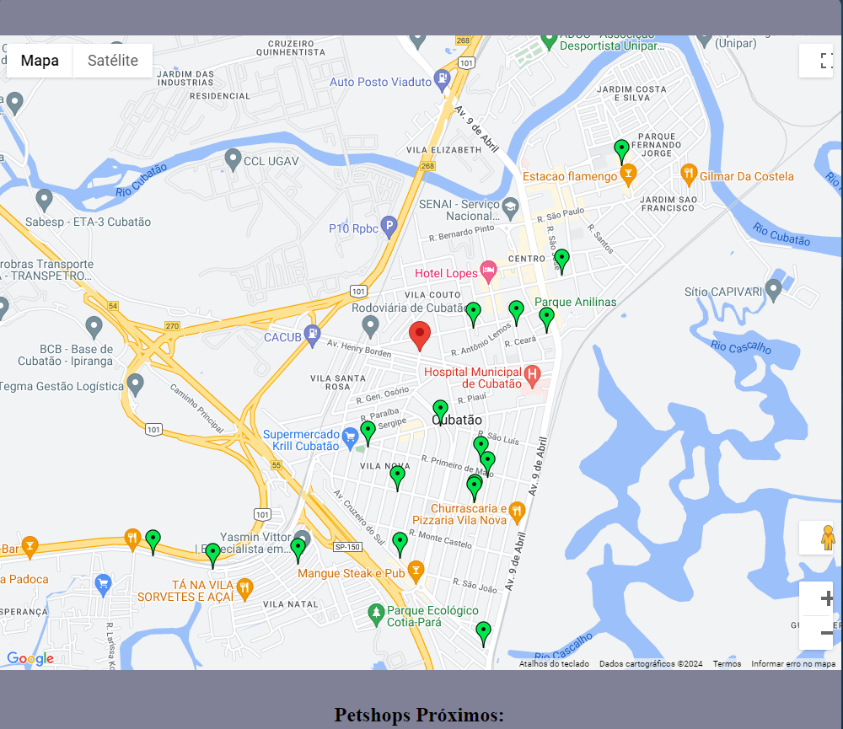 Mapa
Satélite
CRUZEIRO
QUINHENTISTA
268
101
Desportista Unipar...
(Unipar)
JARDIM DAS
INDUSTRIAS
RESIDENCIAL
Auto Posto Viaduto
JARDIM COSTA
E SILVA
Av. 9 de Abril
PARQUE
FERNANDO
JORGE
VILA ELIZABETH
CCL UGAV
268
Rio Cubatão
Estacao flamengo
Gilmar Da Costela
JARDIM SAO
FRANCISCO
SENAI - Serviço
Nacional...
Sabesp - ETA-3 Cubatão
R. São Paulo
P10 Rpbc
R. Bernardo Pinto
R. São José
R. Santos
Rio Cubatão
CENTRO
robras Transporte
- TRANSPETRO...
Hotel Lopes
101
VILA COUTO
Sítio CAPIVARI
54
Rodoviária de Cubatão
Parque Anilinas
270
CACUB
R. Antônio Lemos
R. Ceará
Av. Henry Borden
Rio Cascalho
BCB - Base de
Cubatão - Ipiranga
Hospital Municipal
de Cubatão
VILA SANTA
ROSA
Tegma Gestão Logística
R. Gen. Osório
R. Piauí
Caminho Principal
R. Paraíba
Sergipe
Cubatão
101
Supermercado
Krill Cubatão
R. São Luís
55
VILA NOVA
R. Primeiro de Maio
Av. 9 de Abril
Av. Cruzeiro do Sul
Churrascaria e
Pizzaria Vila Nova
101
Yasmin Vittor
| Especialista em...
R. Monte Castelo
SP-150
Bar
Mangue Steak e Pub
a Padoca
TÁ NA VILA
SORVETES E AÇAÍ
R. São João
Av. 9 de Abril
VILA NATAL
SPERANÇA
Parque Ecológico
Cotia-Pará
R. Larissa
Rio Cascalho
Google
Atalhos do teclado
Dados cartográficos ©2024
Termos
Informar erro no mapa
Petshops Próximos: